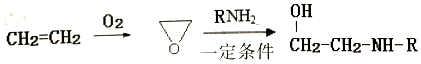 CH2=CH2 O2 O RNH2 一定条件 OH
CH2-CH2-NH-R